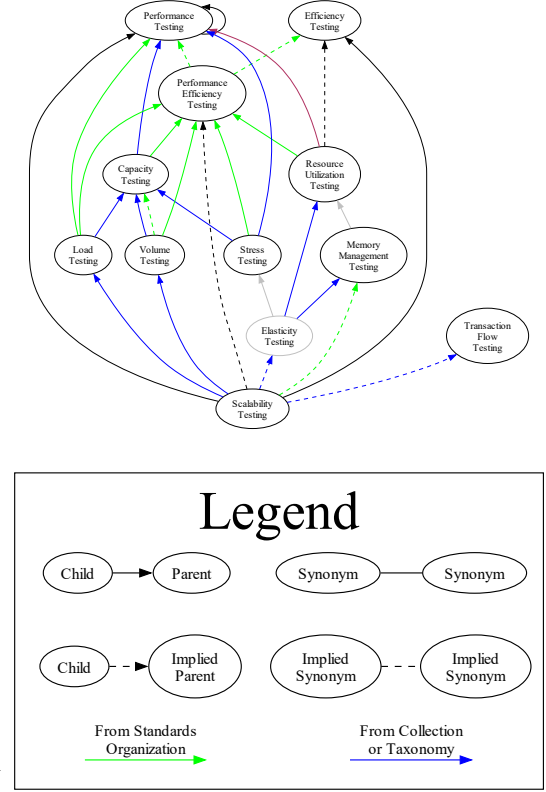 Performance
Testing
Efficiency
Testing
Performance
Efficiency
Testing
Capacity
Testing
Resource
Utilization
Testing
Load
Testing
Volume
Testing
Stress
Testing
Memory
Management
Testing
Elasticity
Testing
Transaction
Flow
Testing
Scalability
Testing
Legend
Child
Parent
Synonym
Synonym
Child
Implied
Parent
Implied
Synonym
Implied
Synonym
From Standards
Organization
From Collection
or Taxonomy